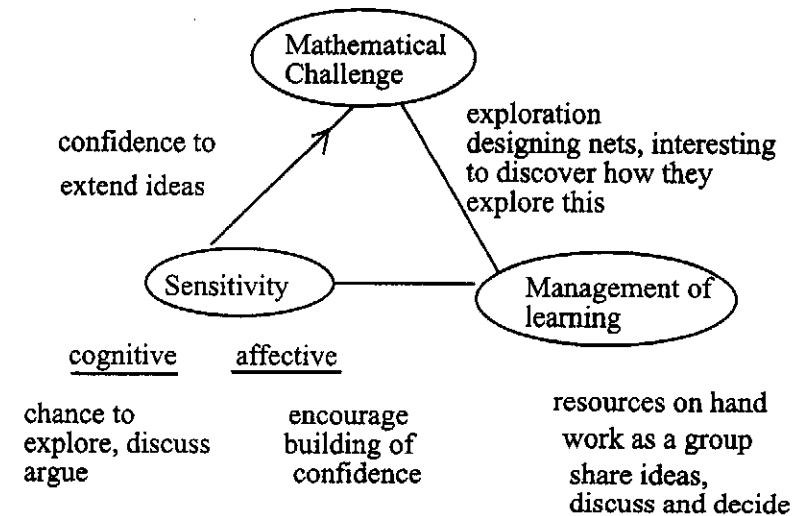 Mathematical
Challenge
confidence to
extend ideas
exploration
designing nets, interesting
to discover how they
explore this
Sensitivity
Management of
learning
cognitive
affective
chance to
explore, discuss
argue
encourage
building of
confidence
resources on hand
work as a group
share ideas,
discuss and decide